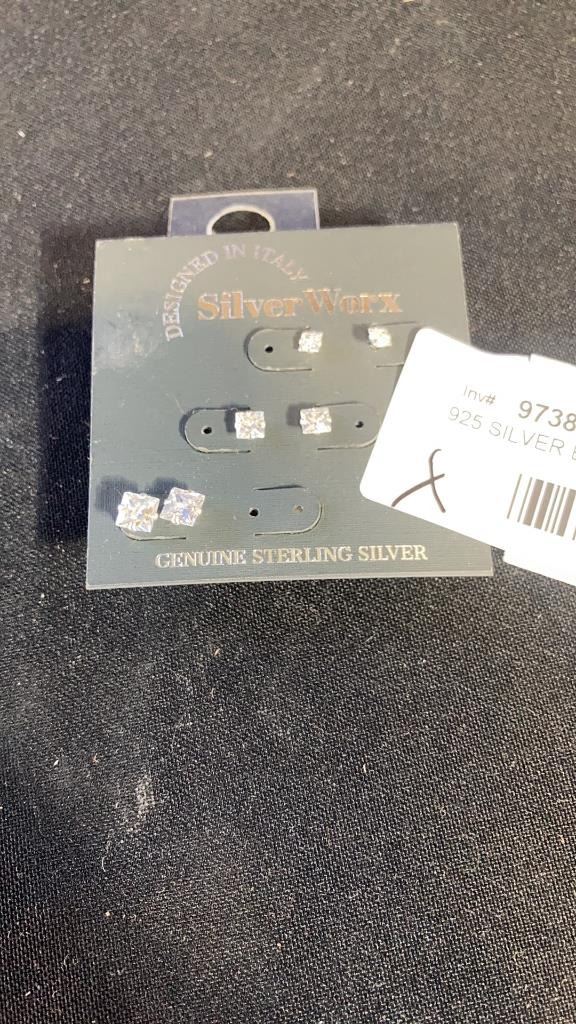 DESIGNED IN ITALY
SilverWorx
Inv# 9738
925 SILVER
X
GENUINE STERLING SILVER